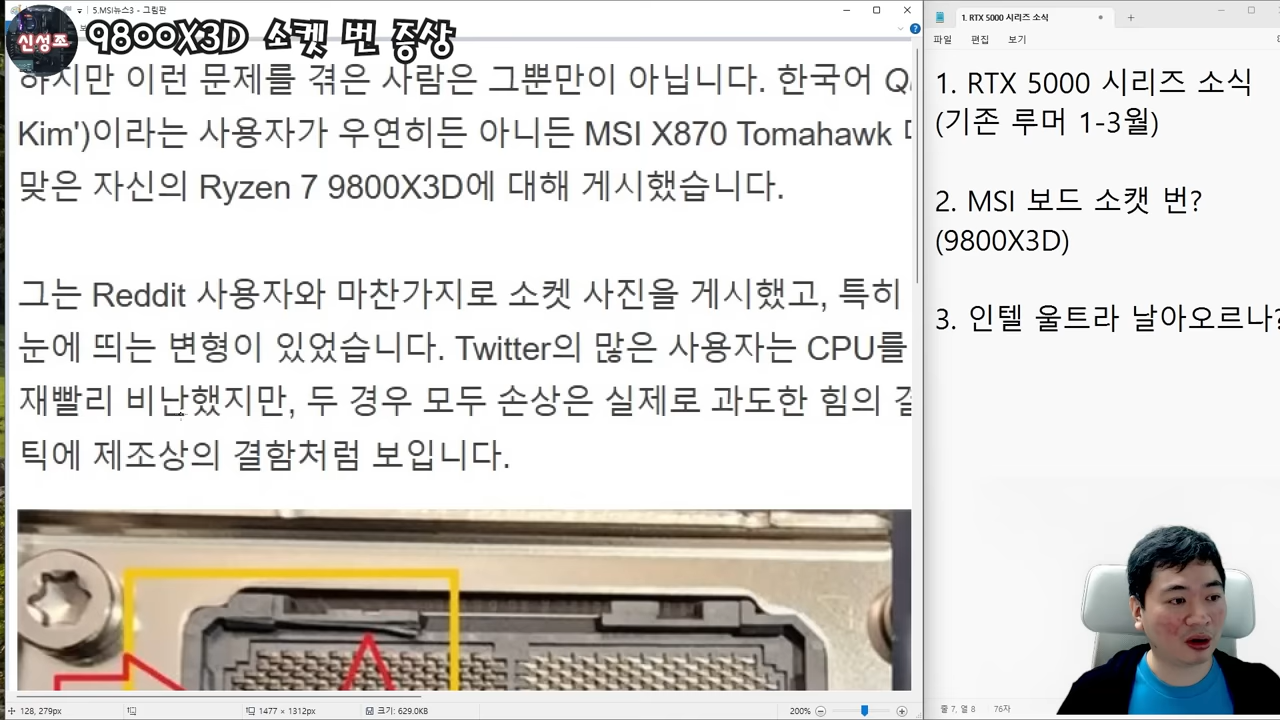 5.MSI뉴스3 - 그림판
신성조
9800X3D 소켓 번 증상
하지만 이런 문제를 겪은 사람은 그뿐만이 아닙니다. 한국어
Kim')이라는 사용자가 우연히든 아니든 MSI X870 Tomahawk
맞은 자신의 Ryzen 7 9800X3D에 대해 게시했습니다.
그는 Reddit 사용자와 마찬가지로 소켓 사진을 게시했고, 특히
눈에 띄는 변형이 있었습니다. Twitter의 많은 사용자는 CPU를
재빨리 비난했지만, 두 경우 모두 손상은 실제로 과도한 힘의
틱에 제조상의 결함처럼 보입니다.
128, 279px
1477 × 1312px
크기: 629.0KB
200%
1. RTX 5000 시리즈 소식
파일 편집 보기
1. RTX 5000 시리즈 소식
(기존 루머 1-3월)
2. MSI 보드 소캣 번?
(9800X3D)
3. 인텔 울트라 날아오르나?
줄 7, 열 8
76자